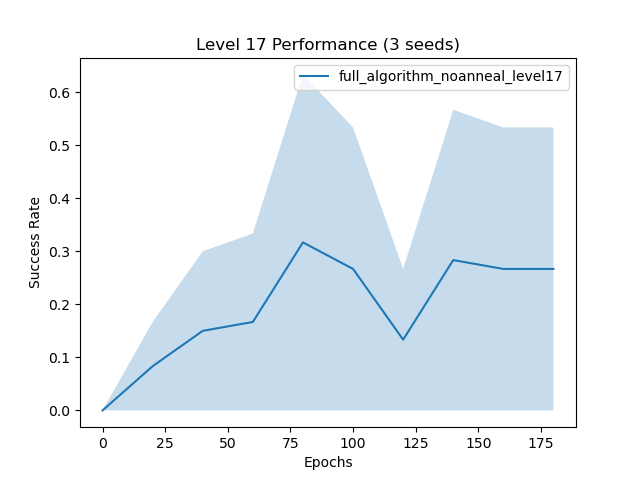 Level 17 Performance (3 seeds)
full_algorithm_noanneal_level17
0.6
0.5
0.4
0.3
0.2
0.1
0.0
Success Rate
0 25 50 75 100 125 150 175
Epochs